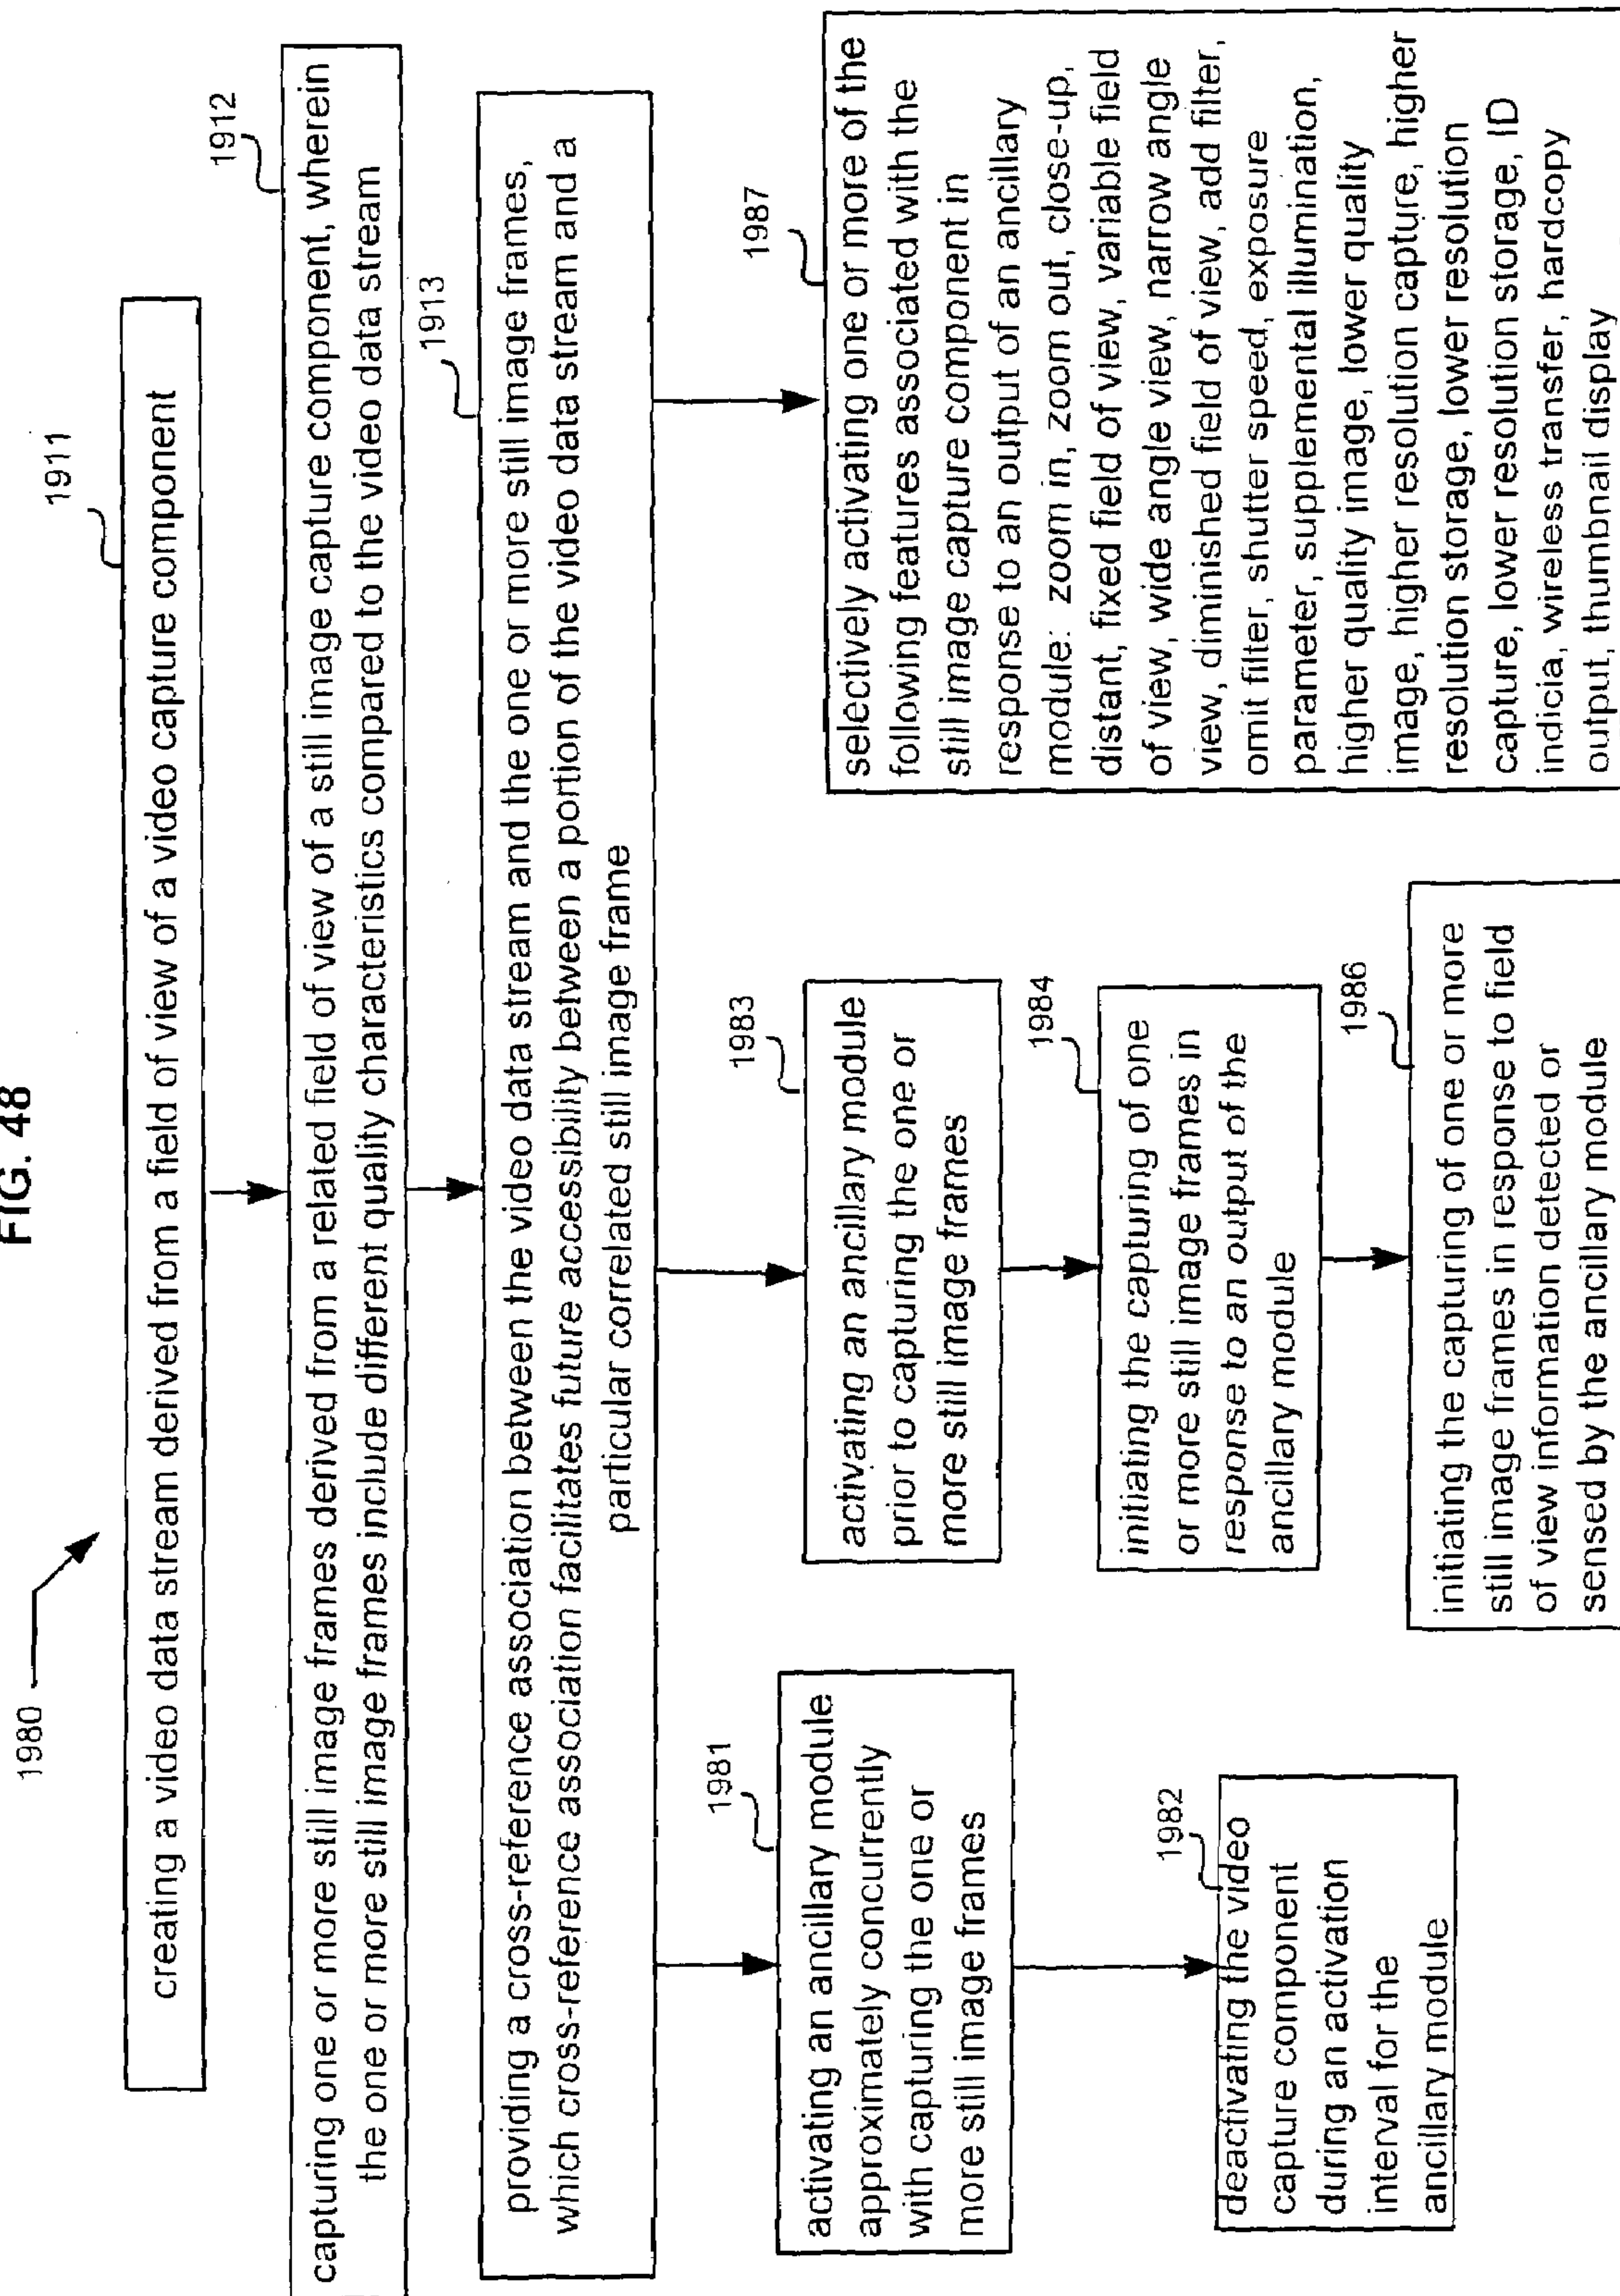 FIG. 48
1980
1911
creating a video data stream derived from a field of view of a video capture component
1912
capturing one or more still image frames derived from a related field of view of a still image capture component, wherein
the one or more still image frames include different quality characteristics compared to the video data stream
1913
providing a cross-reference association between the video data stream and the one or more still image frames,
which cross-reference association facilitates future accessibility between a portion of the video data stream and a
particular correlated still image frame
1981
activating an ancillary module
approximately concurrently
with capturing the one or
more still image frames
1982
deactivating the video
capture component
during an activation
interval for the
ancillary module
1983
activating an ancillary module
prior to capturing the one or
more still image frames
1984
initiating the capturing of one
or more still image frames in
response to an output of the
ancillary module
1986
initiating the capturing of one or more
still image frames in response to field
of view information detected or
sensed by the ancillary module
1987
selectively activating one or more of the
following features associated with the
still image capture component in
response to an output of an ancillary
module: zoom in, zoom out, close-up,
distant, fixed field of view, variable field
of view, wide angle view, narrow angle
view, diminished field of view, add filter,
omit filter, shutter speed, exposure
parameter, supplemental illumination,
higher quality image, lower quality
image, higher resolution capture, higher
resolution storage, lower resolution
capture, lower resolution storage, ID
indicia, wireless transfer, hardcopy
output, thumbnail display